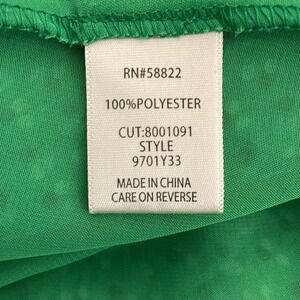 RN#58822
100%POLYESTER
CUT:8001091
STYLE
9701Y33
MADE IN CHINA
CARE ON REVERSE